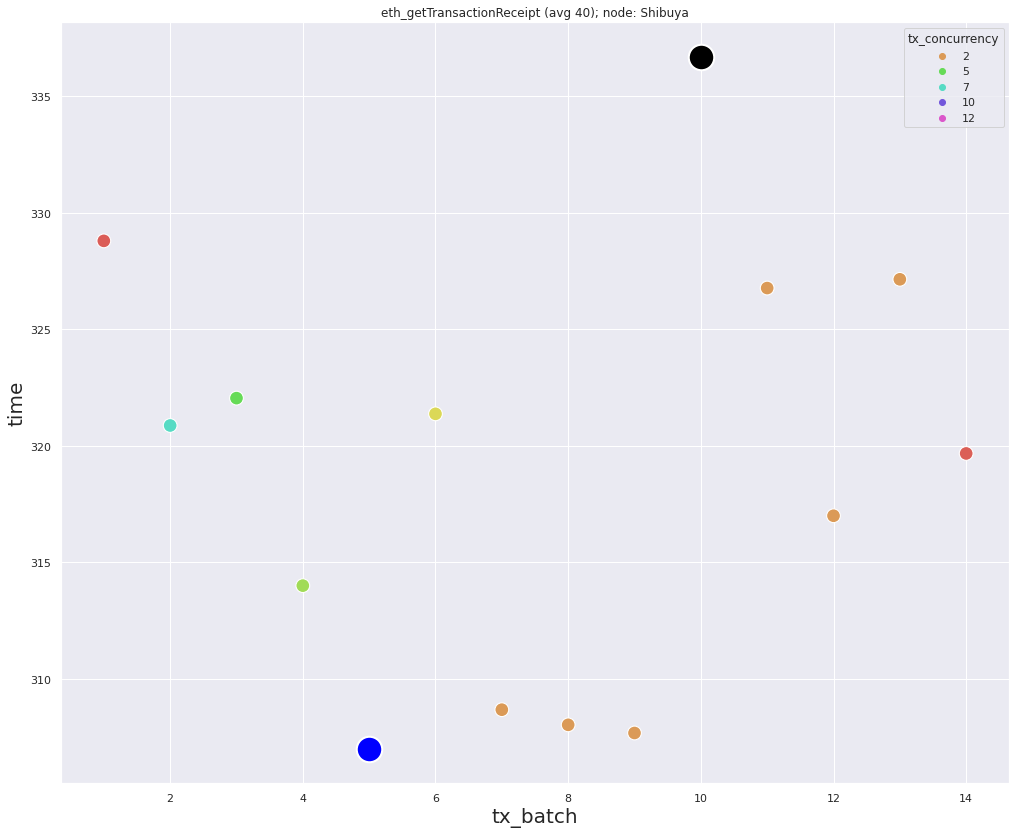 eth_getTransactionReceipt (avg 40); node: Shibuya
tx_concurrency
2
5
7
10
12
335
330
325
320
315
310
time
2 4 6 8 10 12 14
tx_batch